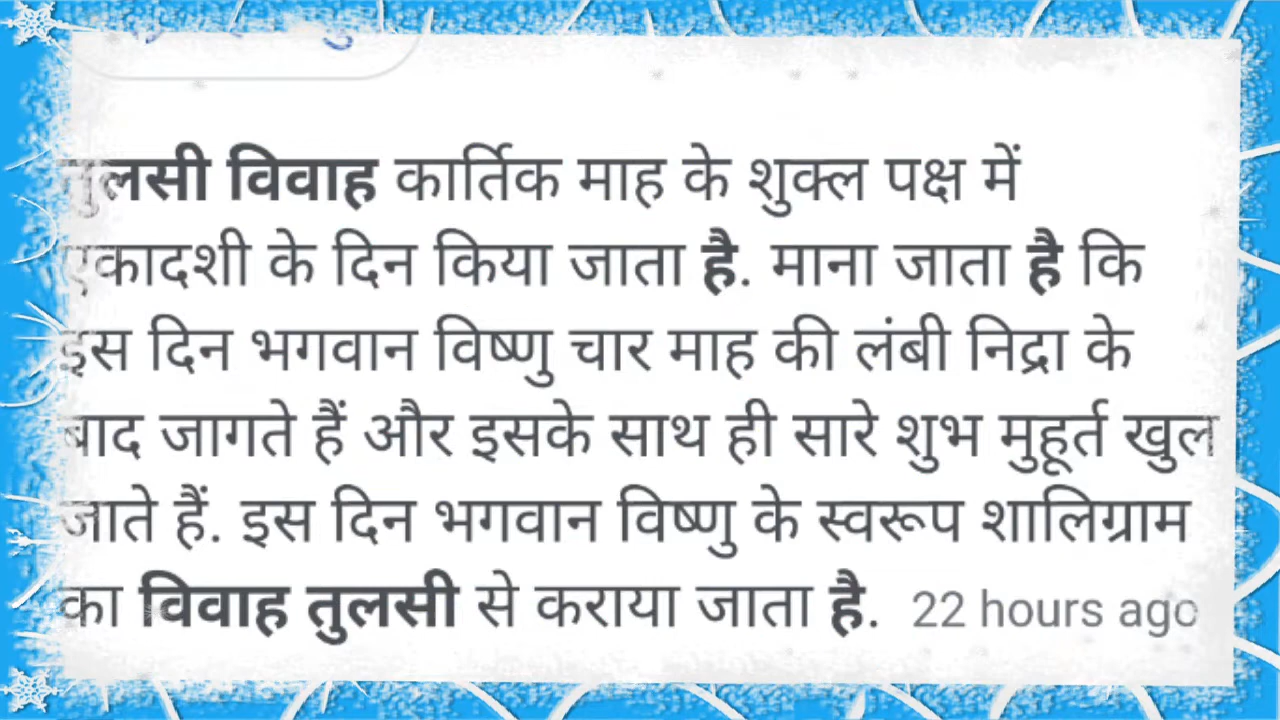 तुलसी विवाह कार्तिक माह के शुक्ल पक्ष में
एकादशी के दिन किया जाता है. माना जाता है कि
इस दिन भगवान विष्णु चार माह की लंबी निद्रा के
बाद जागते हैं और इसके साथ ही सारे शुभ मुहूर्त खुल
जाते हैं. इस दिन भगवान विष्णु के स्वरूप शालिग्राम
का विवाह तुलसी से कराया जाता है. 22 hours ago